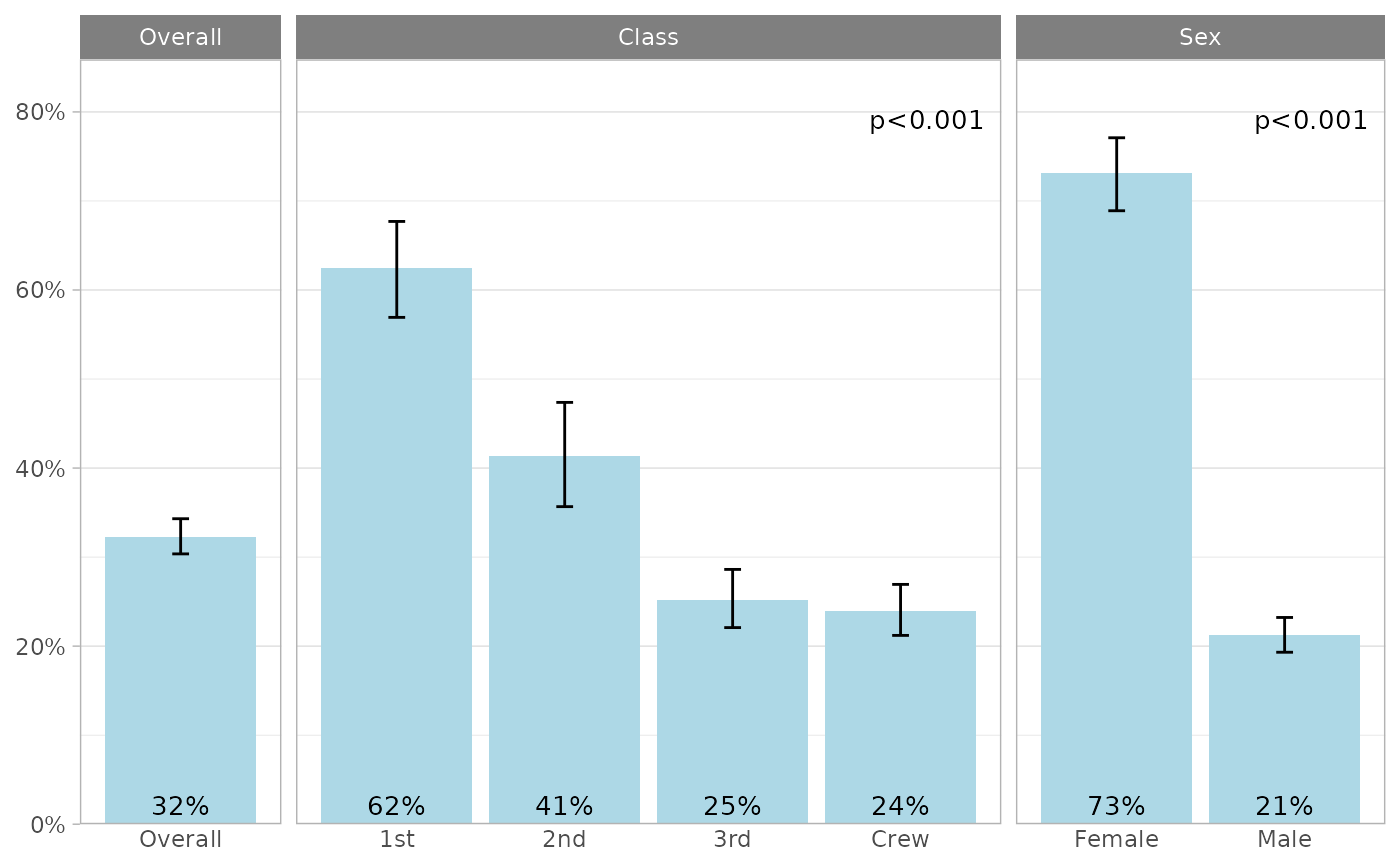 Overall
Class
Sex
80%
60%
40%
20%
0%
p<0.001
p<0.001
32%
62%
41%
25%
24%
73%
21%
Overall
1st
2nd
3rd
Crew
Female
Male